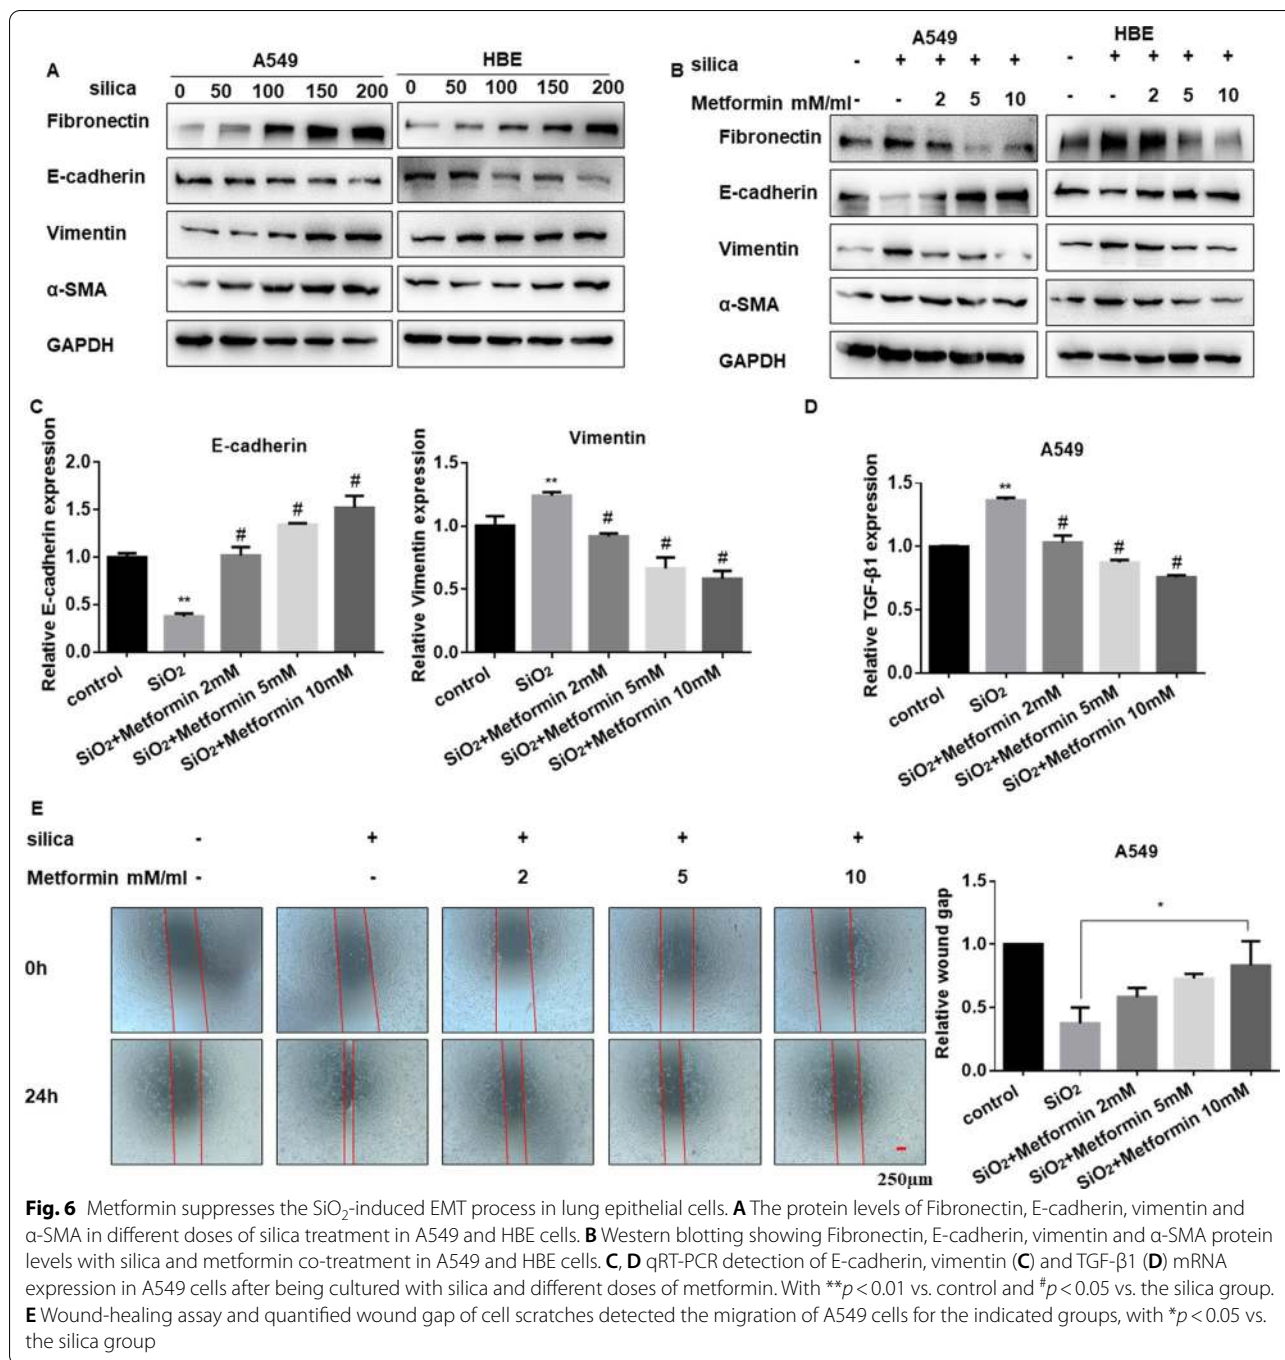 A
A549
HBE
silica
0 50 100 150 200
0 50 100 150 200
Fibronectin
E-cadherin
Vimentin
α-SMA
GAPDH
B
A549
HBE
silica
- + + + +
- + + + +
Metformin mM/ml
- - 2 5 10
- - 2 5 10
Fibronectin
E-cadherin
Vimentin
α-SMA
GAPDH
C
E-cadherin
Relative E-cadherin expression
2.0
1.5
1.0
0.5
0.0
**
#
#
#
control
SiO2
SiO2+Metformin 2mM
SiO2+Metformin 5mM
SiO2+Metformin 10mM
Vimentin
Relative Vimentin expression
1.5
1.0
0.5
0.0
**
#
#
#
control
SiO2
SiO2+Metformin 2mM
SiO2+Metformin 5mM
SiO2+Metformin 10mM
D
A549
Relative TGF-β1 expression
1.5
1.0
0.5
0.0
**
#
#
#
control
SiO2
SiO2+Metformin 2mM
SiO2+Metformin 5mM
SiO2+Metformin 10mM
E
silica
- + + + +
Metformin mM/ml
- - 2 5 10
0h
24h
250μm
A549
Relative wound gap
1.5
1.0
0.5
0.0
*
control
SiO2
SiO2+Metformin 2mM
SiO2+Metformin 5mM
SiO2+Metformin 10mM
Fig. 6 Metformin suppresses the SiO2-induced EMT process in lung epithelial cells. A The protein levels of Fibronectin, E-cadherin, vimentin and
α-SMA in different doses of silica treatment in A549 and HBE cells. B Western blotting showing Fibronectin, E-cadherin, vimentin and α-SMA protein
levels with silica and metformin co-treatment in A549 and HBE cells. C, D qRT-PCR detection of E-cadherin, vimentin (C) and TGF-β1 (D) mRNA
expression in A549 cells after being cultured with silica and different doses of metformin. With **p < 0.01 vs. control and #p < 0.05 vs. the silica group.
E Wound-healing assay and quantified wound gap of cell scratches detected the migration of A549 cells for the indicated groups, with *p < 0.05 vs.
the silica group